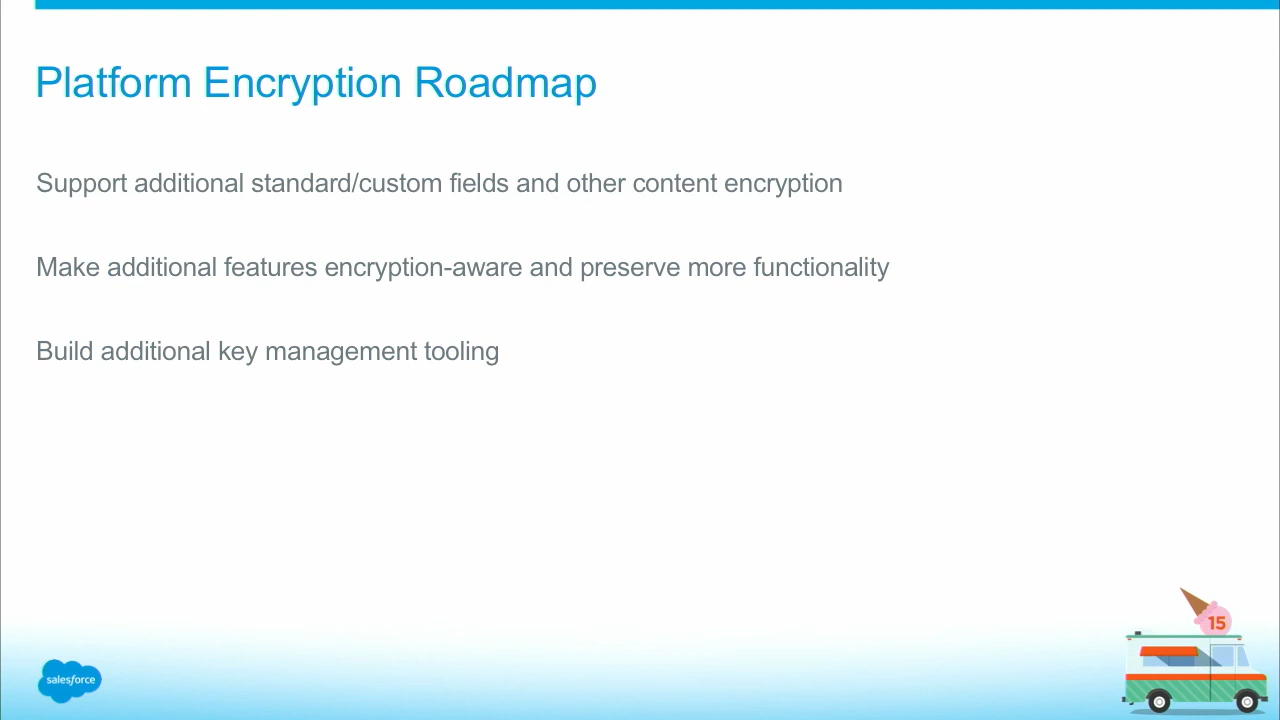 Platform Encryption Roadmap
Support additional standard/custom fields and other content encryption
Make additional features encryption-aware and preserve more functionality
Build additional key management tooling
15
salesforce